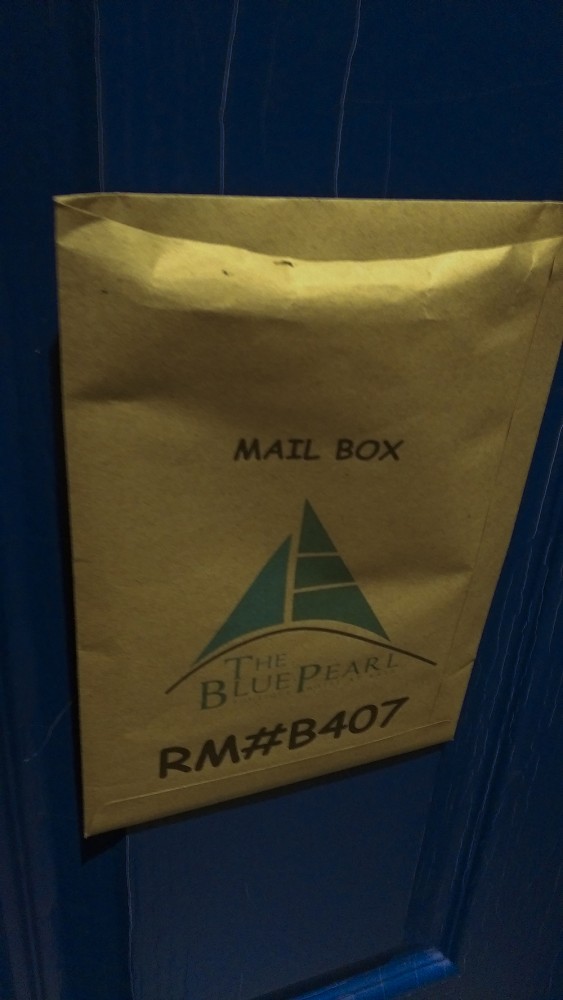 MAIL BOX
THE
BLUE PEARL
RM#B407